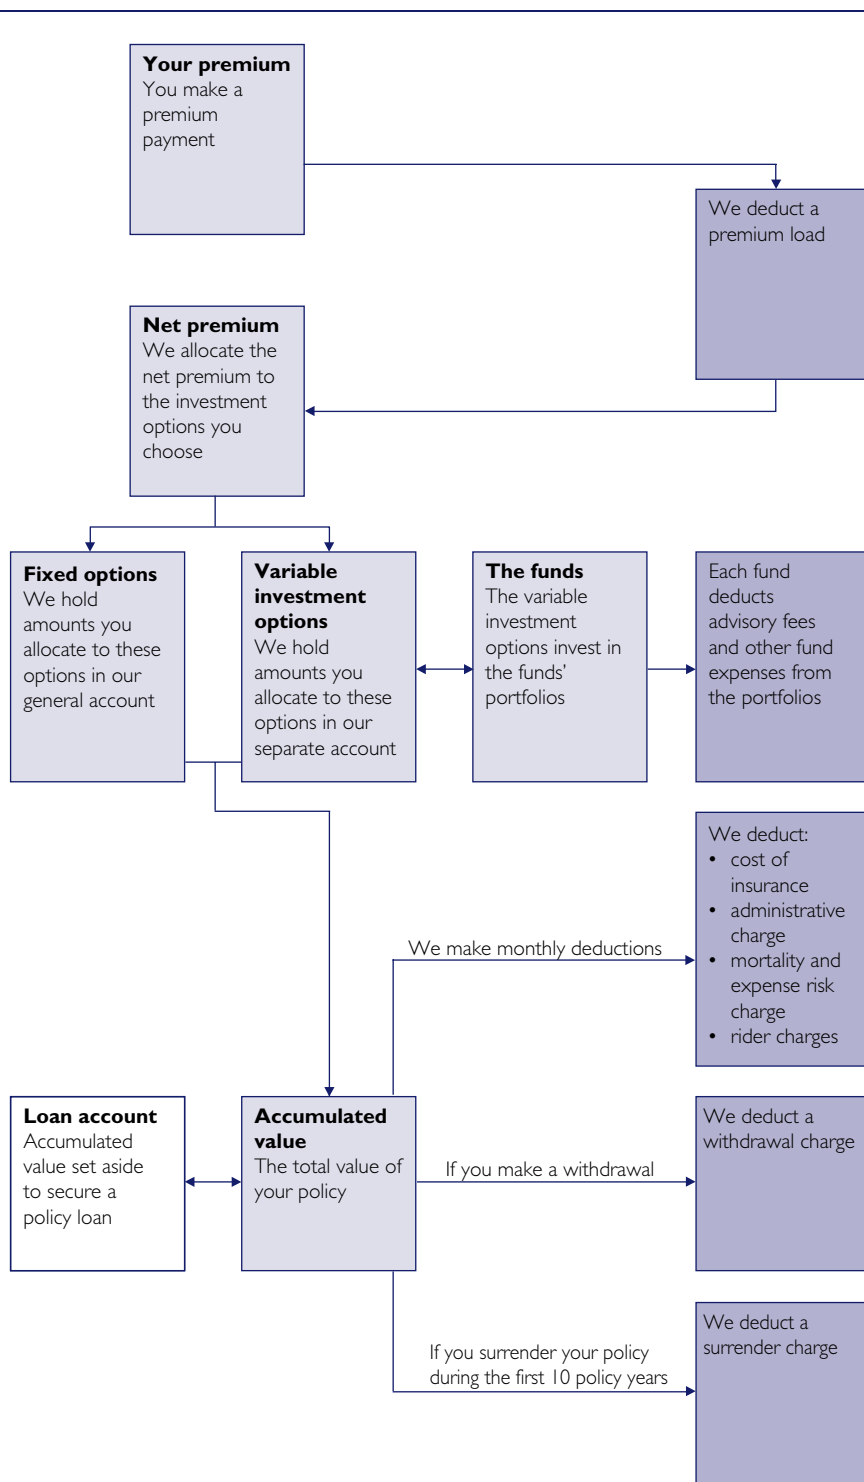 Your premium
You make a
premium
payment
We deduct a
premium load
Net premium
We allocate the
net premium to
the investment
options you
choose
Fixed options
We hold
amounts you
allocate to these
options in our
general account
Variable
investment
options
We hold
amounts you
allocate to these
options in our
separate account
The funds
The variable
investment
options invest in
the funds’
portfolios
Each fund
deducts
advisory fees
and other fund
expenses from
the portfolios
We make monthly deductions
We deduct:
• cost of
insurance
• administrative
charge
• mortality and
expense risk
charge
• rider charges
Loan account
Accumulated
value set aside
to secure a
policy loan
Accumulated
value
The total value of
your policy
If you make a withdrawal
We deduct a
withdrawal charge
If you surrender your policy
during the first 10 policy years
We deduct a
surrender charge